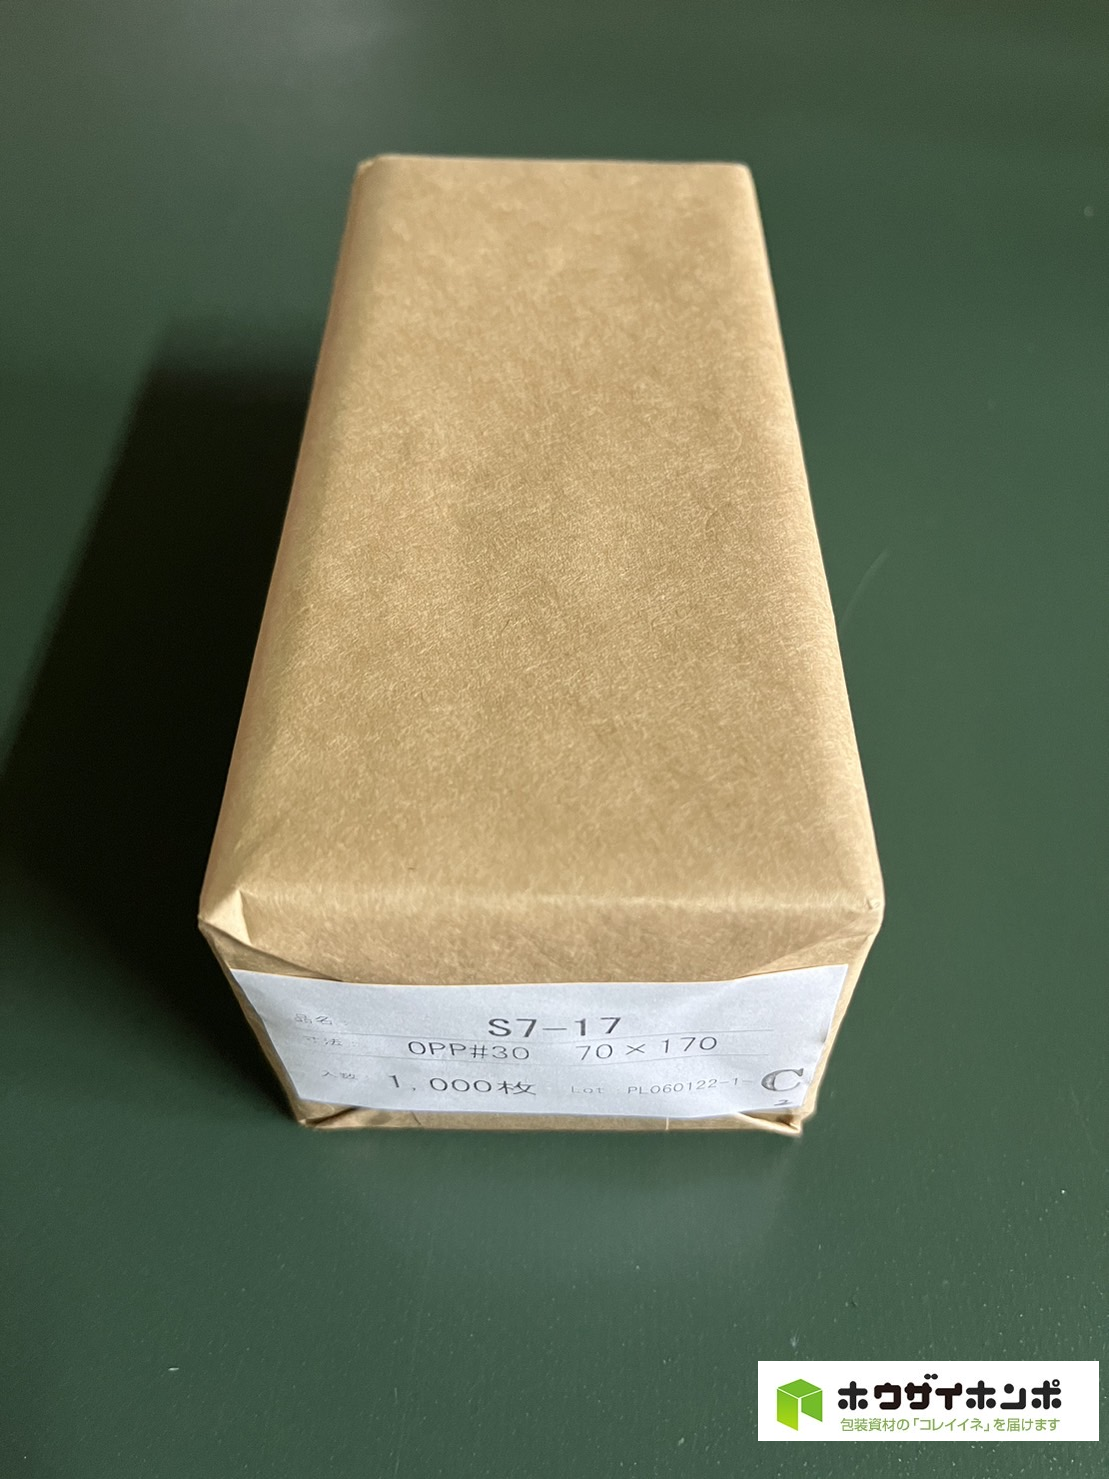 品名
S7-17
寸法:
OPP#30 70×170
入数
1,000枚 Lot PL060122-1-C
2
ホウザイホンポ
包装資材の「コレイイネ」を届けます